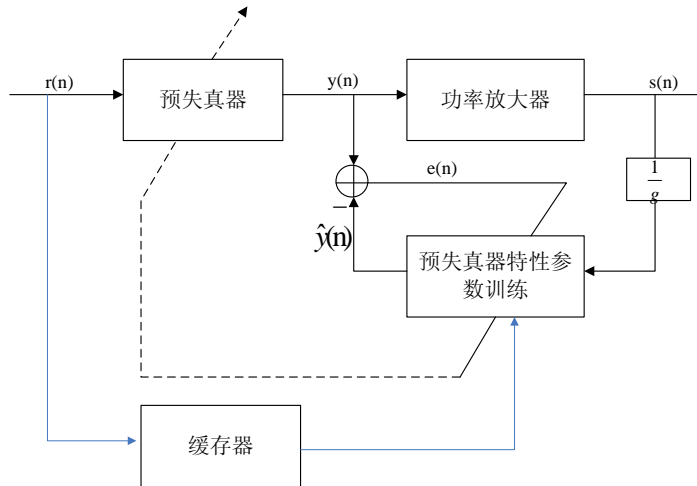 r(n)
预失真器
y(n)
功率放大器
s(n)
e(n)
1
g
−
ŷ(n)
预失真器特性参
数训练
缓存器